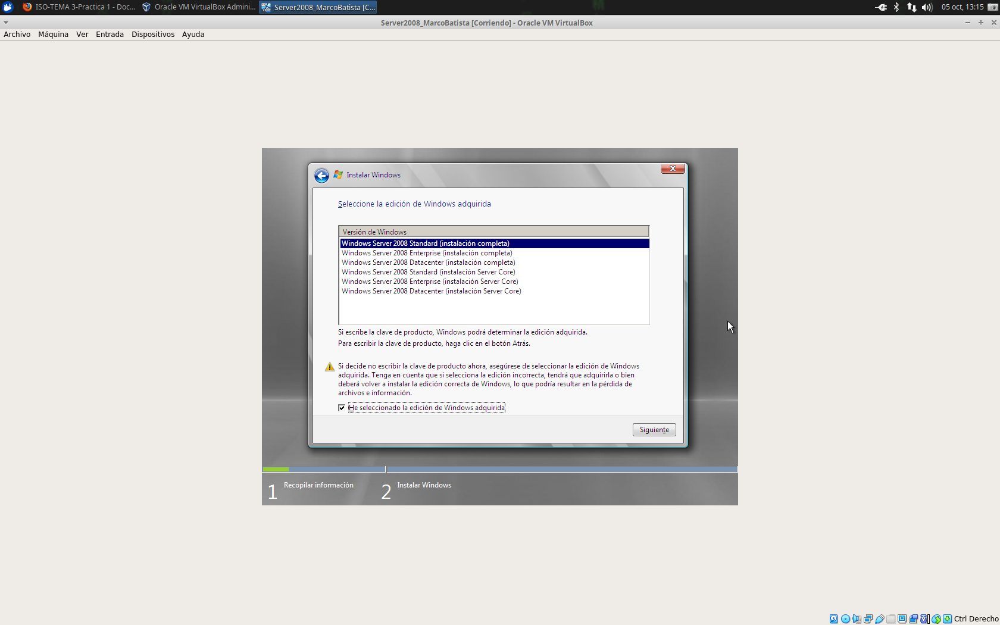 ISO-TEMA 3-Practica 1 - Doc...
Oracle VM VirtualBox Admini...
Server2008_MarcoBatista [C...
05 oct, 13:15
Server2008_MarcoBatista [Corriendo] - Oracle VM VirtualBox
Archivo Máquina Ver Entrada Dispositivos Ayuda
Instalar Windows
Seleccione la edición de Windows adquirida
Versión de Windows
Windows Server 2008 Standard (instalación completa)
Windows Server 2008 Enterprise (instalación completa)
Windows Server 2008 Datacenter (instalación completa)
Windows Server 2008 Standard (instalación Server Core)
Windows Server 2008 Enterprise (instalación Server Core)
Windows Server 2008 Datacenter (instalación Server Core)
Si escribe la clave de producto, Windows podrá determinar la edición adquirida.
Para escribir la clave de producto, haga clic en el botón Atrás.
Si decide no escribir la clave de producto ahora, asegúrese de seleccionar la edición de Windows
adquirida. Tenga en cuenta que si selecciona la edición incorrecta, tendrá que adquirirla o bien
deberá volver a instalar la edición correcta de Windows, lo que podría resultar en la pérdida de
archivos e información.
He seleccionado la edición de Windows adquirida
Siguiente
1 Recopilar información
2 Instalar Windows
Ctrl Derecho